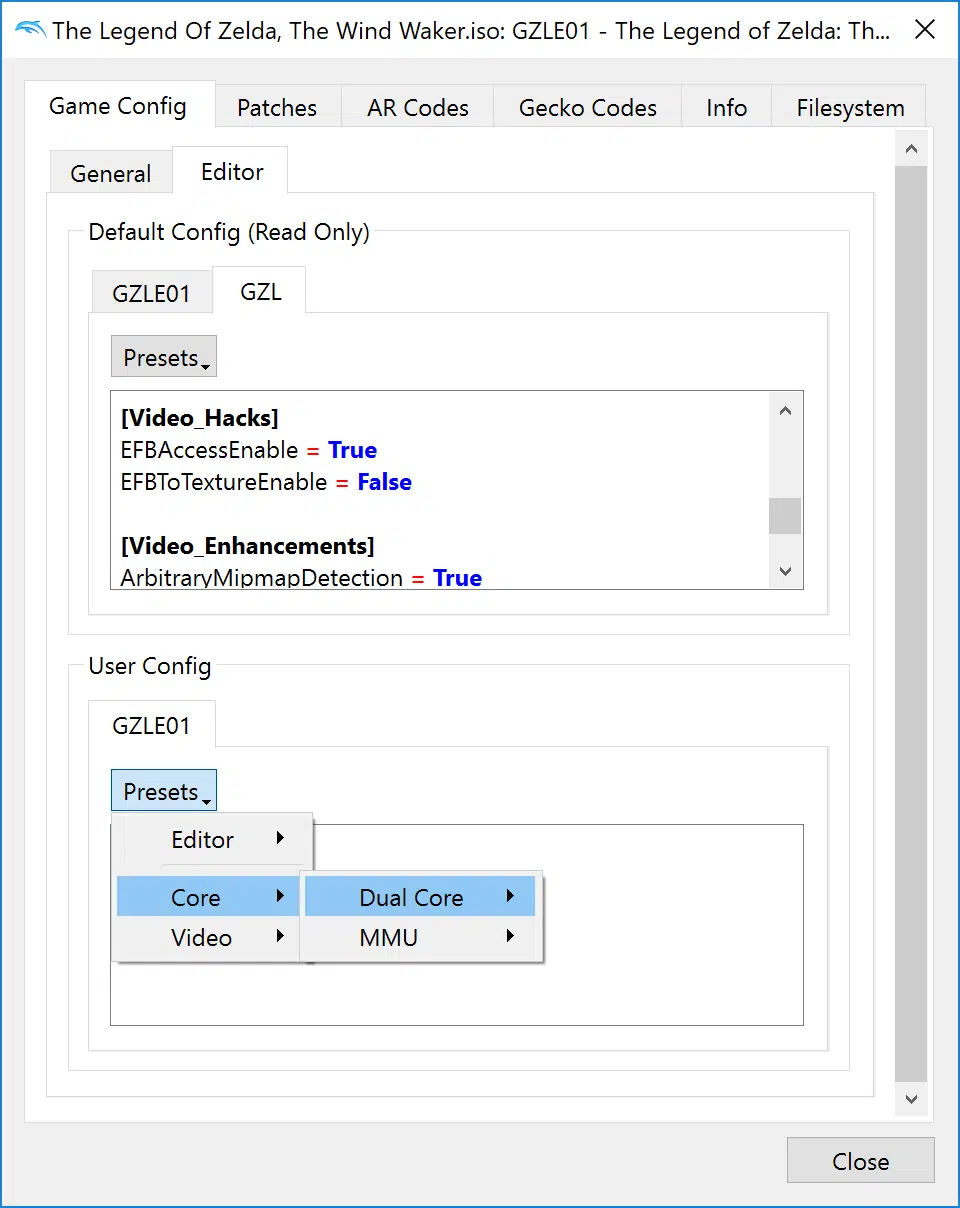 The Legend Of Zelda, The Wind Waker.iso: GZLE01 - The Legend of Zelda: Th...
Game Config Patches AR Codes Gecko Codes Info Filesystem
General Editor
Default Config (Read Only)
GZLE01 GZL
Presets
[Video_Hacks]
EFBAccessEnable = True
EFBToTextureEnable = False
[Video_Enhancements]
ArbitraryMipmapDetection = True
User Config
GZLE01
Presets
Editor
Core Dual Core
Video MMU
Close